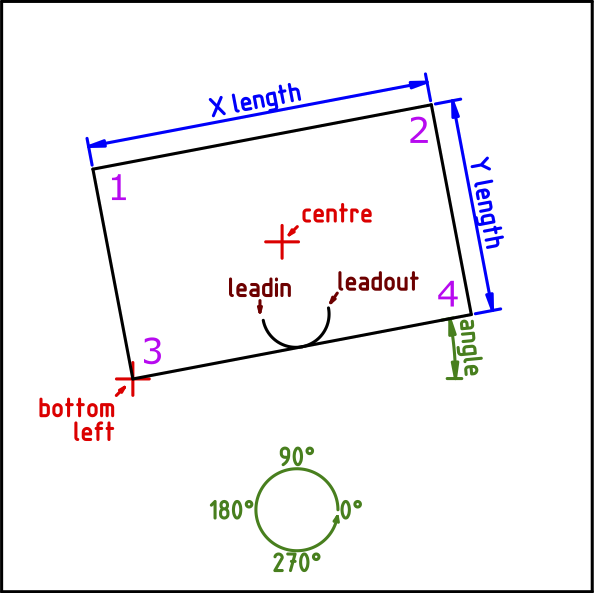 X length
2
1
Y length
centre
leadin
leadout
4
3
angle
bottom
left
90°
180°
0°
270°